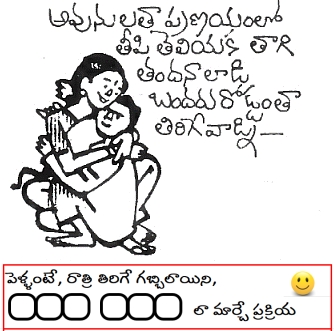 అవునులతా ప్రణయంలో
తీపి తెలియక తాగి
తందనాలాడి
బందరురోడ్డంతా
తిరిగేవాడ్ని—
పెళ్ళంటే, రాత్రి తిరిగే గబ్బిలాయిని,
లా మార్చే ప్రక్రియ